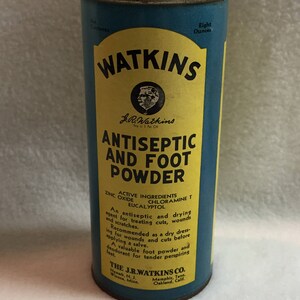 Eight
Ounces
WATKINS
J.R. Watkins
ANTISEPTIC
AND FOOT
POWDER
ACTIVE INGREDIENTS
ZINC OXIDE CHLORAMINE T
EUCALYPTOL
An antiseptic and drying
agent for treating cuts, wounds
and scratches.
Recommended as a dry dress-
ing for wounds and cuts before
applying a salve.
A valuable foot powder and
deodorant for tender perspiring
feet.
THE J.R. WATKINS CO.
Newark, N. J. Memphis, Tenn.
Winona, Minn. Oakland, Calif.